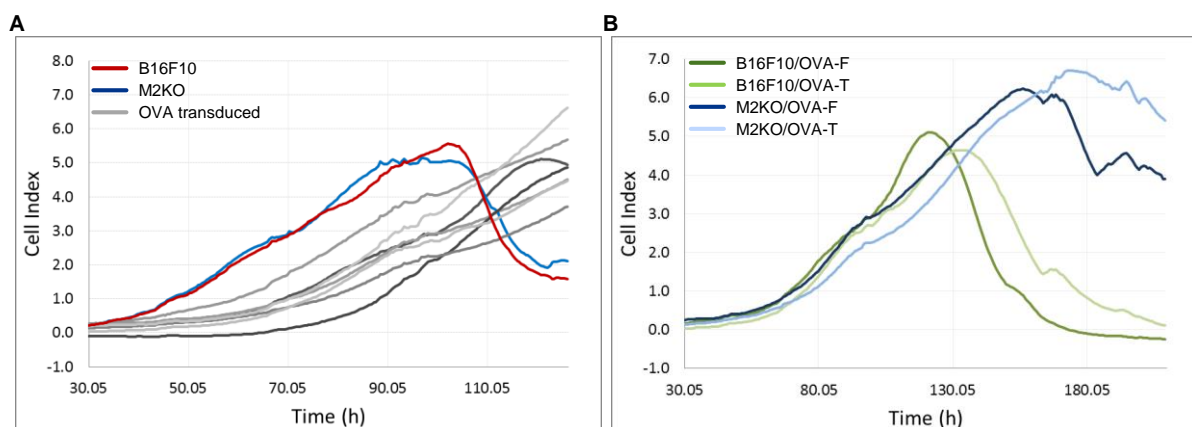 A
8.0
7.0
6.0
5.0
4.0
3.0
2.0
1.0
0.0
-1.0
Cell Index
B16F10
M2KO
OVA transduced
30.05 50.05 70.05 90.05 110.05
Time (h)
B
7.0
6.0
5.0
4.0
3.0
2.0
1.0
0.0
-1.0
Cell Index
B16F10/OVA-F
B16F10/OVA-T
M2KO/OVA-F
M2KO/OVA-T
30.05 80.05 130.05 180.05
Time (h)